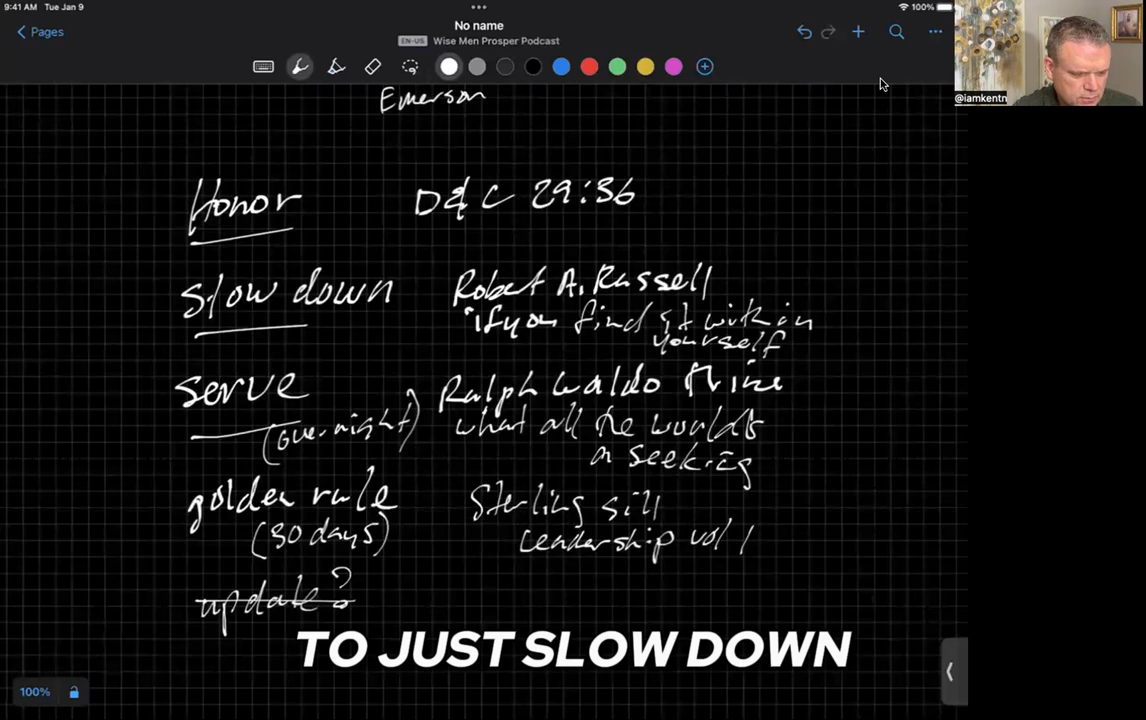 9:41 AM Tue Jan 9
100%
Pages
No name
EN-US Wise Men Prosper Podcast
@iamkentn
Emerson
Honor D&C 29:36
slow down Robert A. Russell
"if you find it within
yourself
serve Ralph Waldo trine
(over night) what all the world's
a seeking
golden rule Sterling sill
(30 days) Leadership vol 1
update?
TO JUST SLOW DOWN
100%